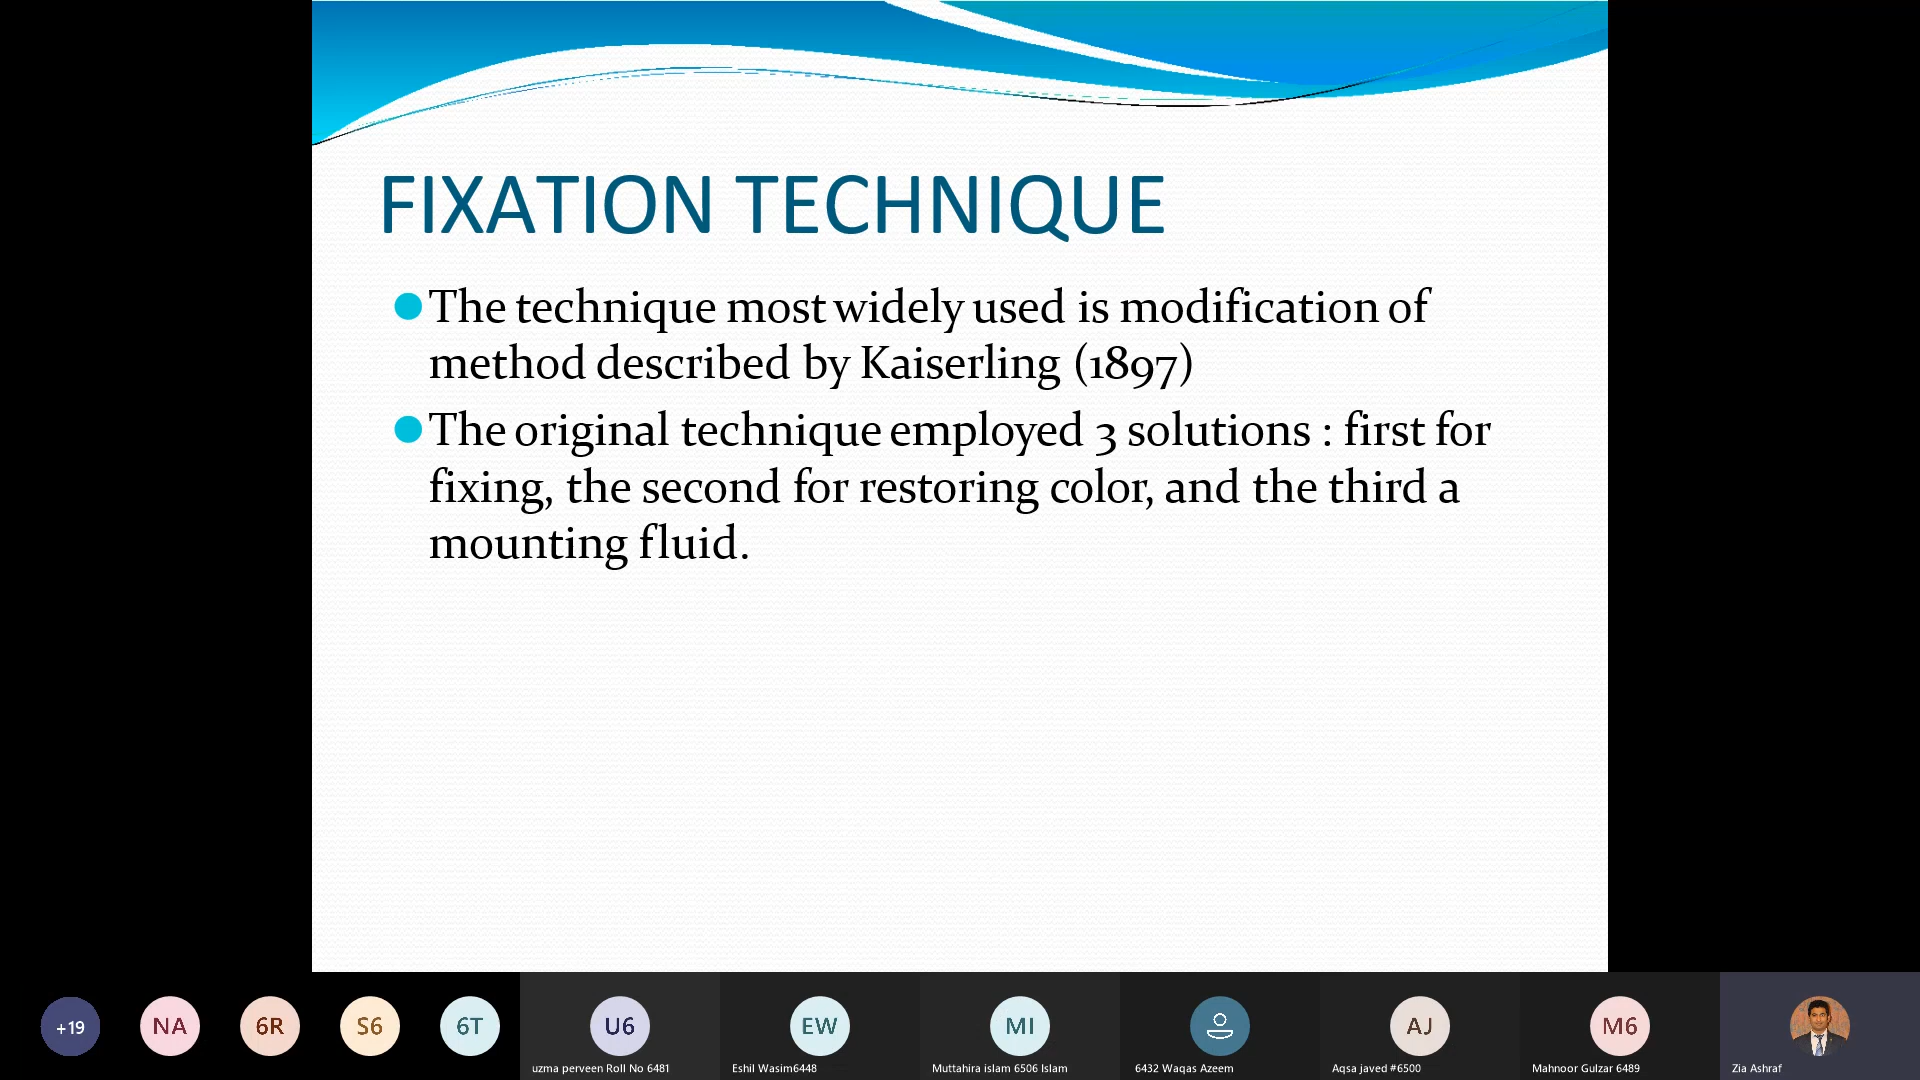 FIXATION TECHNIQUE
The technique most widely used is modification of
method described by Kaiserling (1897)
The original technique employed 3 solutions : first for
fixing, the second for restoring color, and the third a
mounting fluid.
+19
NA
6R
S6
6T
U6
EW
MI
AJ
M6
uzma perveen Roll No 6481
Eshil Wasim6448
Muttahira islam 6506 Islam
6432 Waqas Azeem
Aqsa javed #6500
Mahnoor Gulzar 6489
Zia Ashraf